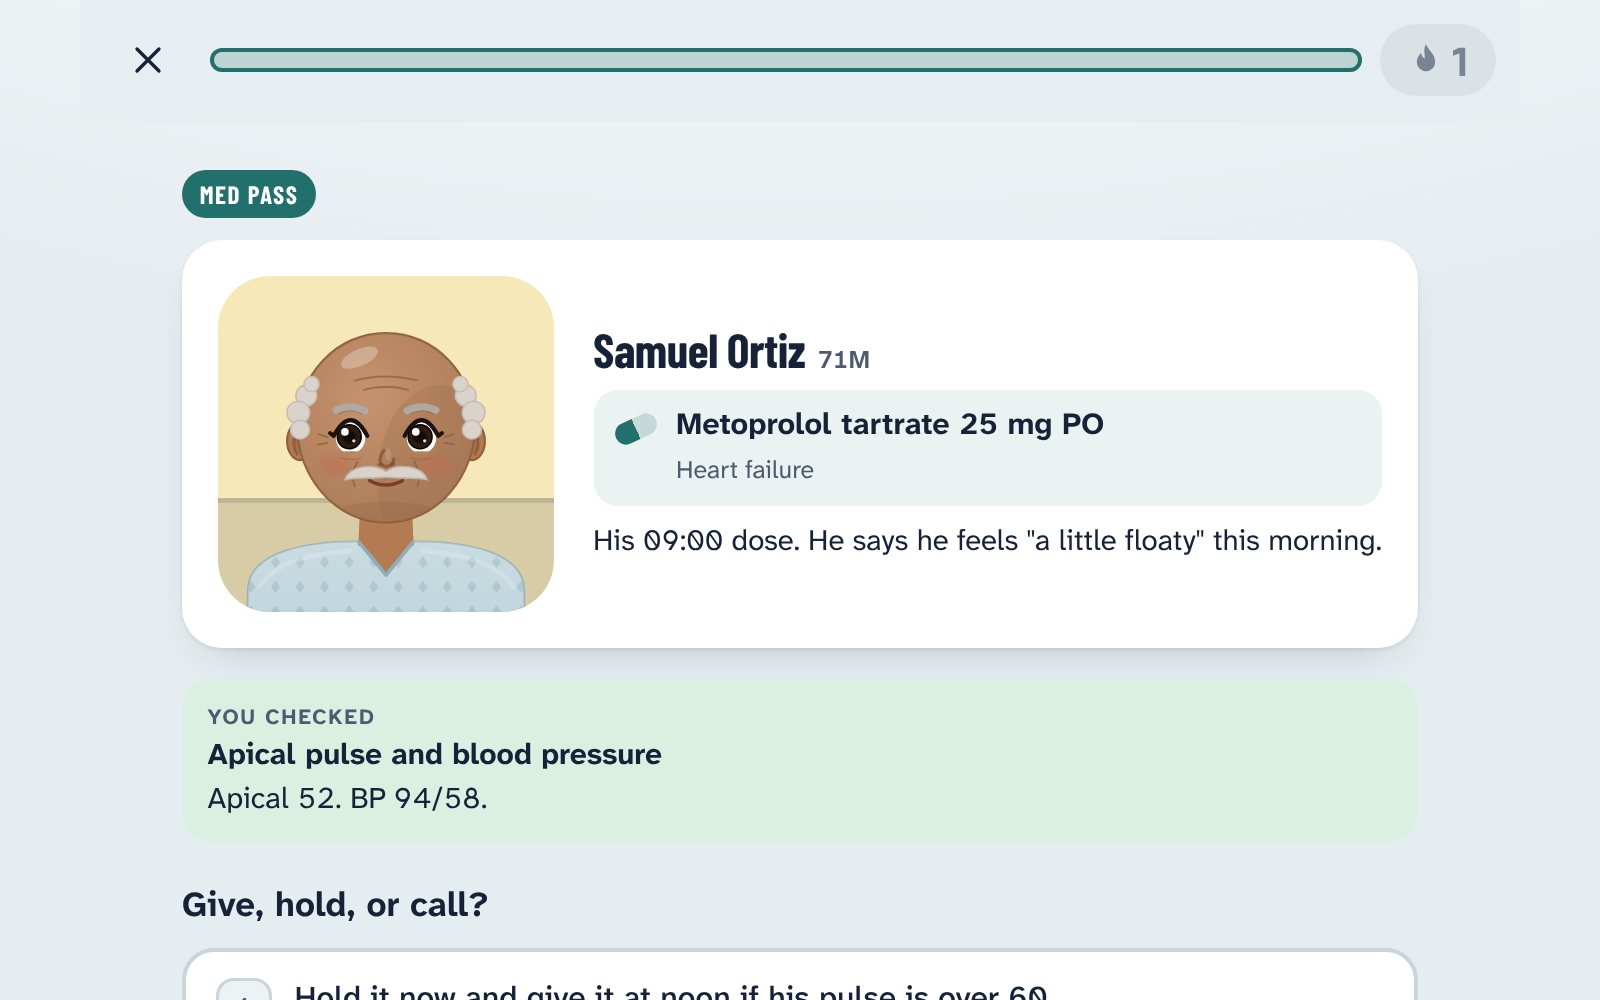 1
MED PASS
Samuel Ortiz 71M
Metoprolol tartrate 25 mg PO
Heart failure
His 09:00 dose. He says he feels "a little floaty" this morning.
YOU CHECKED
Apical pulse and blood pressure
Apical 52. BP 94/58.
Give, hold, or call?
Hold it now and give it at noon if his pulse is over 60